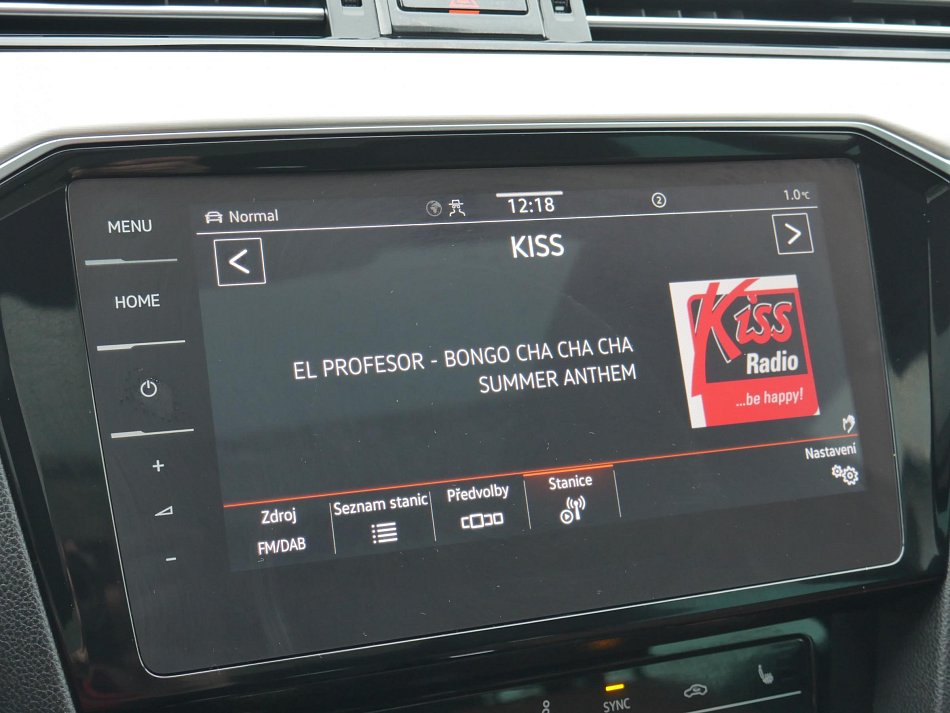 MENU
HOME
+
-
Normal
12:18
2
1.0°C
<
KISS
>
EL PROFESOR - BONGO CHA CHA CHA
SUMMER ANTHEM
Kiss
Radio
...be happy!
Nastavení
Zdroj
FM/DAB
Seznam stanic
Předvolby
Stanice
SYNC